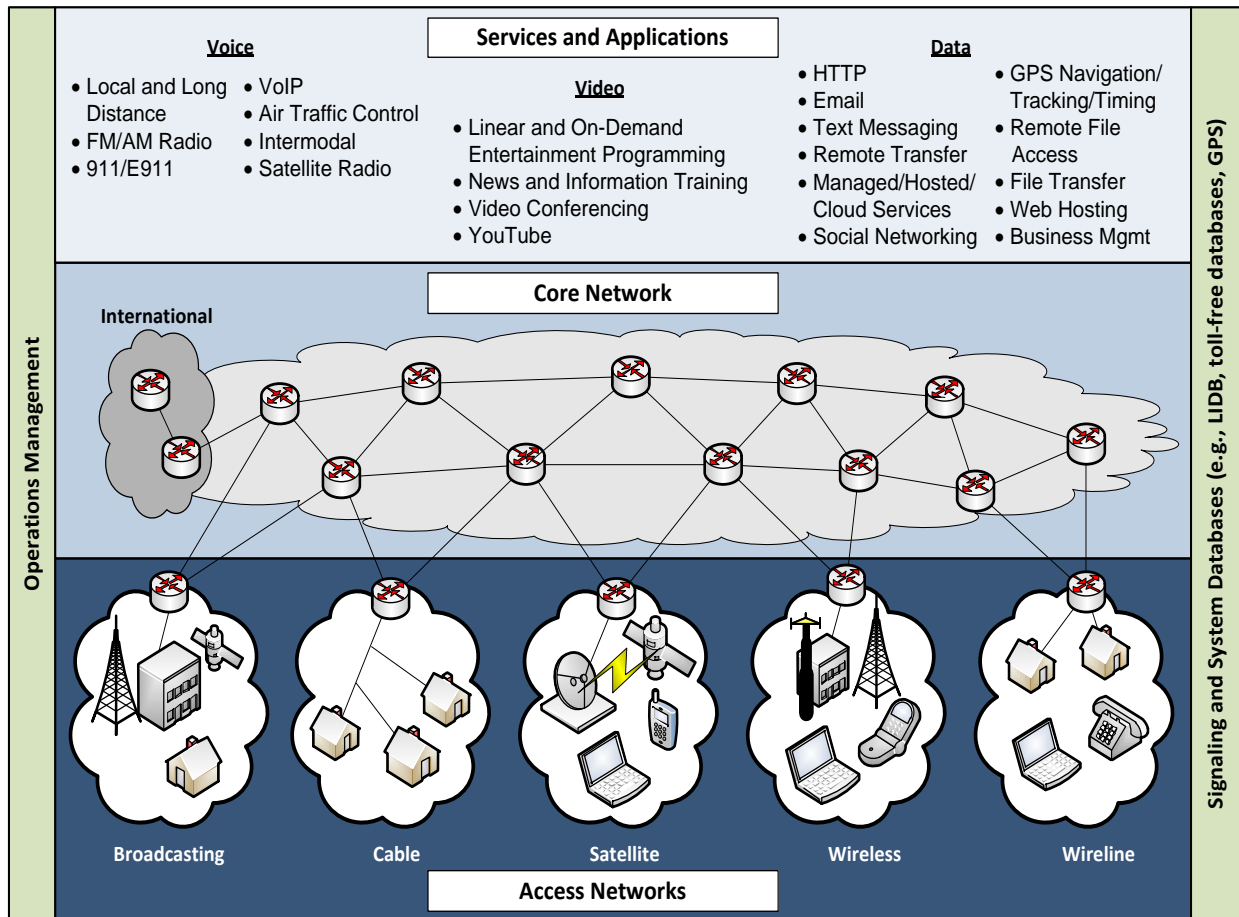 Operations Management
Services and Applications
Voice
• Local and Long
Distance
• FM/AM Radio
• 911/E911
• VoIP
• Air Traffic Control
• Intermodal
• Satellite Radio
Video
• Linear and On-Demand
Entertainment Programming
• News and Information Training
• Video Conferencing
• YouTube
Data
• HTTP
• Email
• Text Messaging
• Remote Transfer
• Managed/Hosted/
Cloud Services
• Social Networking
• GPS Navigation/
Tracking/Timing
• Remote File
Access
• File Transfer
• Web Hosting
• Business Mgmt
Core Network
International
Broadcasting
Cable
Satellite
Wireless
Wireline
Access Networks
Signaling and System Databases (e.g., LIDB, toll-free databases, GPS)